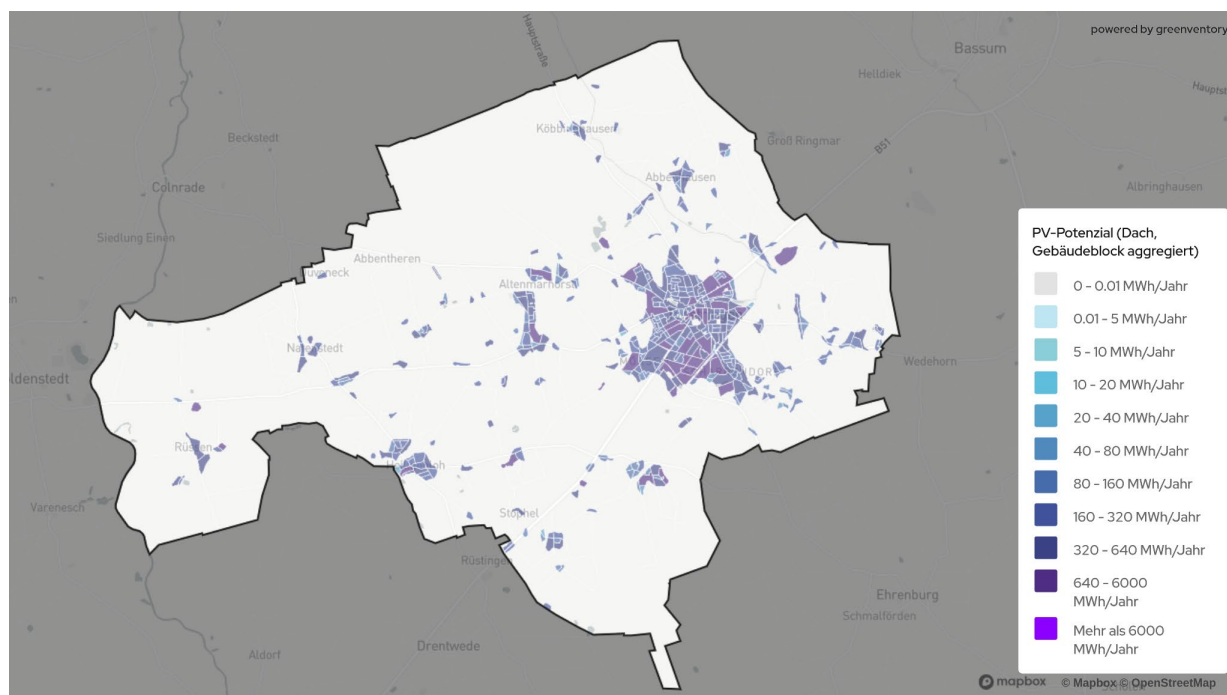 powered by greenventory
Hauptstraße
Bassum
Helldiek
Köbbinghausen
Beckstedt
Groß Ringmar
B51
Colnrade
Abbenhausen
Albringhausen
Siedlung Einen
Abbentheren
Altenmarhorst
Natenstedt
Wedehorn
oldenstedt
Rüssen
Heiligenloh
Varenesch
Stophel
Rüstingen
Ehrenburg
Schmalförden
Drentwede
Aldorf
PV-Potenzial (Dach,
Gebäudeblock aggregiert)
0 - 0.01 MWh/Jahr
0.01 - 5 MWh/Jahr
5 - 10 MWh/Jahr
10 - 20 MWh/Jahr
20 - 40 MWh/Jahr
40 - 80 MWh/Jahr
80 - 160 MWh/Jahr
160 - 320 MWh/Jahr
320 - 640 MWh/Jahr
640 - 6000
MWh/Jahr
Mehr als 6000
MWh/Jahr
mapbox © Mapbox © OpenStreetMap